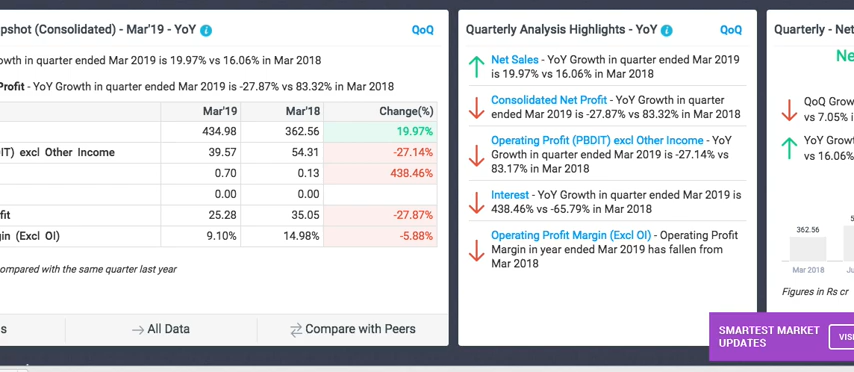 pshot (Consolidated) - Mar'19 - YoY
QoQ
owth in quarter ended Mar 2019 is 19.97% vs 16.06% in Mar 2018
Profit - YoY Growth in quarter ended Mar 2019 is -27.87% vs 83.32% in Mar 2018
Mar'19 Mar'18 Change(%)
434.98 362.56 19.97%
IT) excl Other Income 39.57 54.31 -27.14%
0.70 0.13 438.46%
0.00 0.00
fit 25.28 35.05 -27.87%
gin (Excl OI) 9.10% 14.98% -5.88%
ompared with the same quarter last year
s
All Data
Compare with Peers
Quarterly Analysis Highlights - YoY
QoQ
Net Sales - YoY Growth in quarter ended Mar 2019
is 19.97% vs 16.06% in Mar 2018
Consolidated Net Profit - YoY Growth in quarter
ended Mar 2019 is -27.87% vs 83.32% in Mar 2018
Operating Profit (PBDIT) excl Other Income - YoY
Growth in quarter ended Mar 2019 is -27.14% vs
83.17% in Mar 2018
Interest - YoY Growth in quarter ended Mar 2019 is
438.46% vs -65.79% in Mar 2018
Operating Profit Margin (Excl OI) - Operating Profit
Margin in year ended Mar 2019 has fallen from
Mar 2018
Quarterly - Net
Ne
QoQ Grow
vs 7.05% i
YoY Growt
vs 16.06%
362.56
5
Mar 2018
Ju
Figures in Rs cr
SMARTEST MARKET
UPDATES
VISI